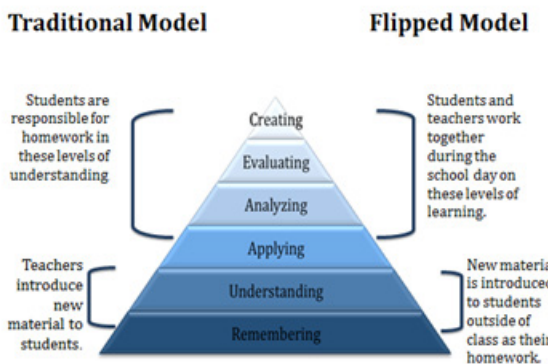 Traditional Model
Flipped Model
Students are
responsible for
homework in
these levels of
understanding
Creating
Evaluating
Analyzing
Applying
Understanding
Remembering
Students and
teachers work
together
during the
school day on
these levels of
learning.
Teachers
introduce
new
material to
students.
New materia
is introduced
to students
outside of
class as their
homework.